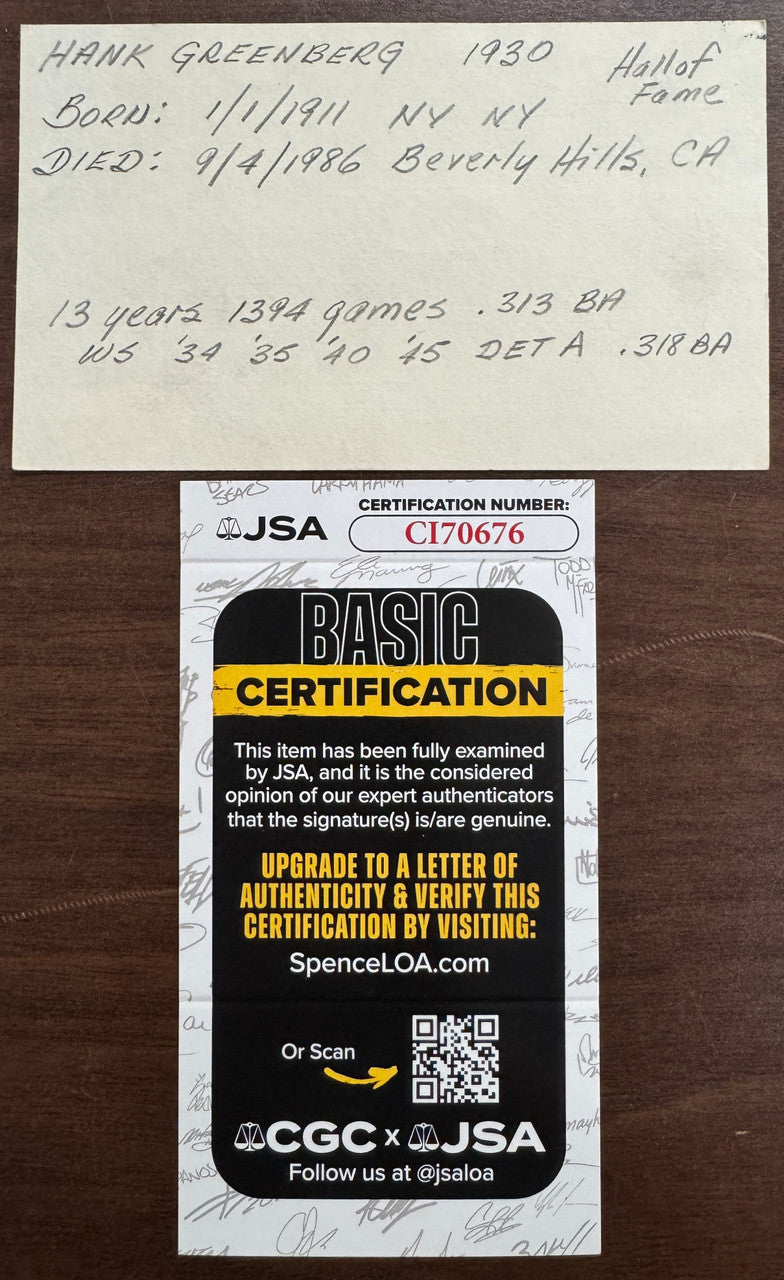 HANK GREENBERG 1930 Hall of Fame
BORN: 1/1/1911 NY NY
DIED: 9/4/1986 Beverly Hills, CA
13 years 1394 games .313 BA
WS '34 '35 '40 '45 DET A .318 BA
JSA
CERTIFICATION NUMBER:
CI70676
BASIC
CERTIFICATION
This item has been fully examined
by JSA, and it is the considered
opinion of our expert authenticators
that the signature(s) is/are genuine.
UPGRADE TO A LETTER OF
AUTHENTICITY & VERIFY THIS
CERTIFICATION BY VISITING:
SpenceLOA.com
Or Scan
CGC x JSA
Follow us at @jsaloa